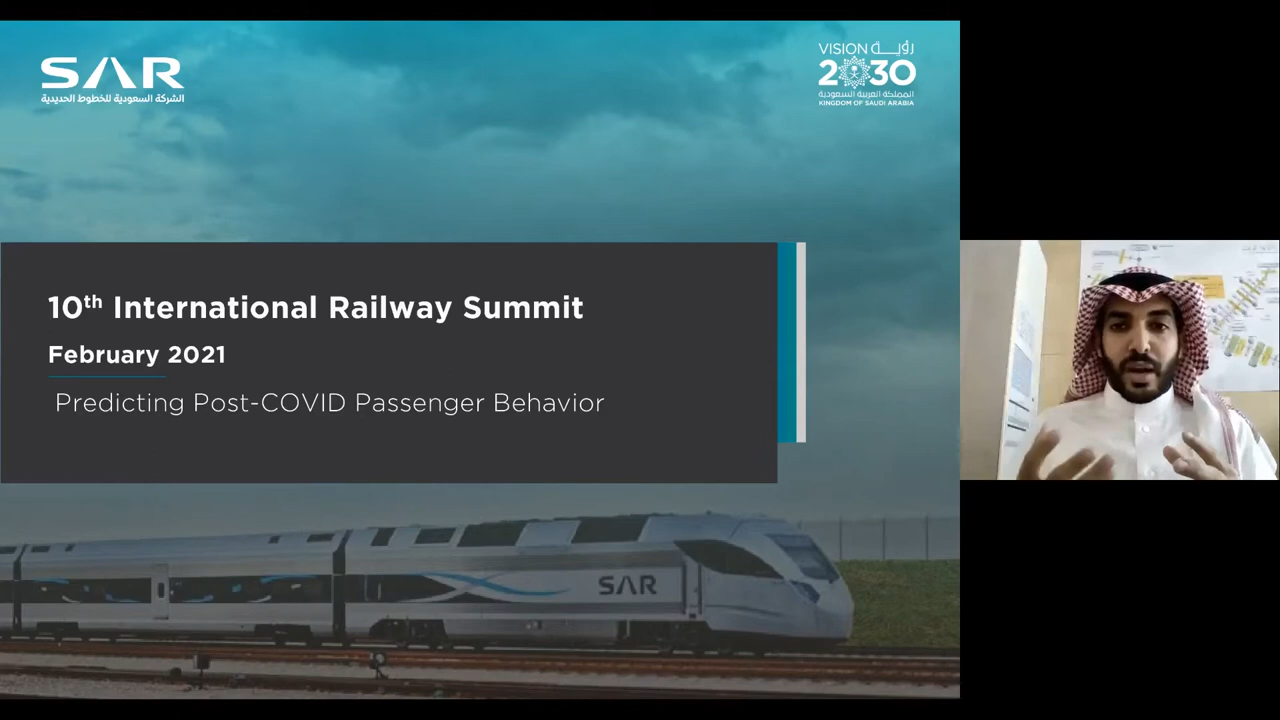 SAR
الشركة السعودية للخطوط الحديدية
VISION رؤيـة
2030
المملكة العربية السعودية
KINGDOM OF SAUDI ARABIA
10th International Railway Summit
February 2021
Predicting Post-COVID Passenger Behavior
SAR